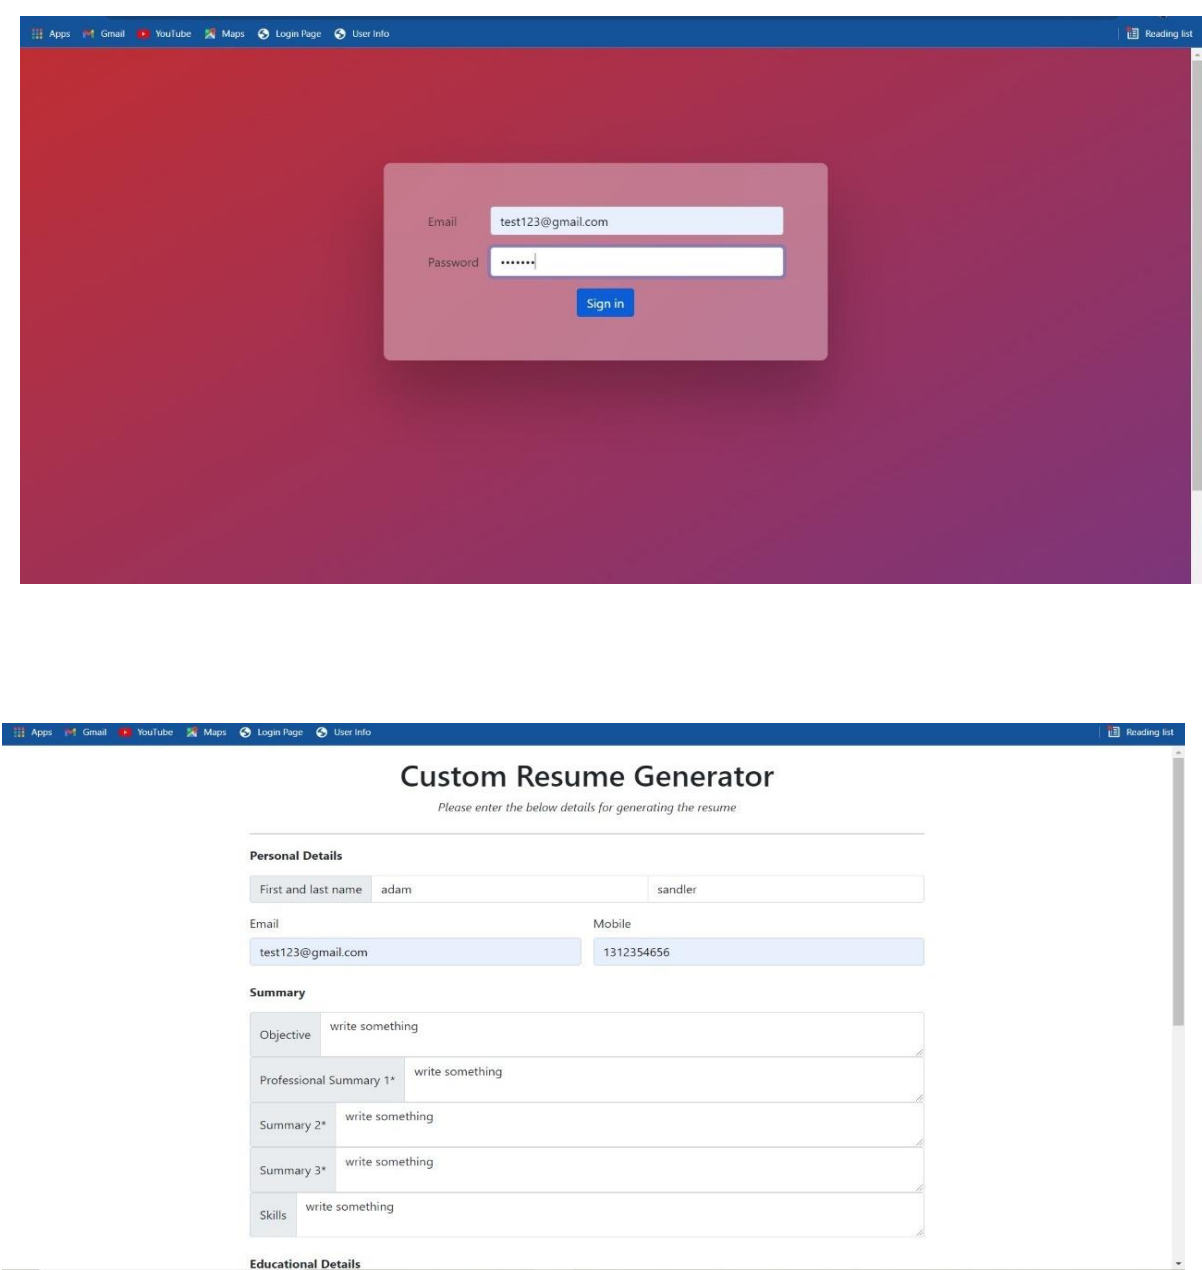 Apps Gmail YouTube Maps Login Page User Info Reading list
Email test123@gmail.com
Password •••••••
Sign in
Apps Gmail YouTube Maps Login Page User Info Reading list
Custom Resume Generator
Please enter the below details for generating the resume
Personal Details
First and last name adam sandler
Email Mobile
test123@gmail.com 1312354656
Summary
Objective write something
Professional Summary 1* write something
Summary 2* write something
Summary 3* write something
Skills write something
Educational Details